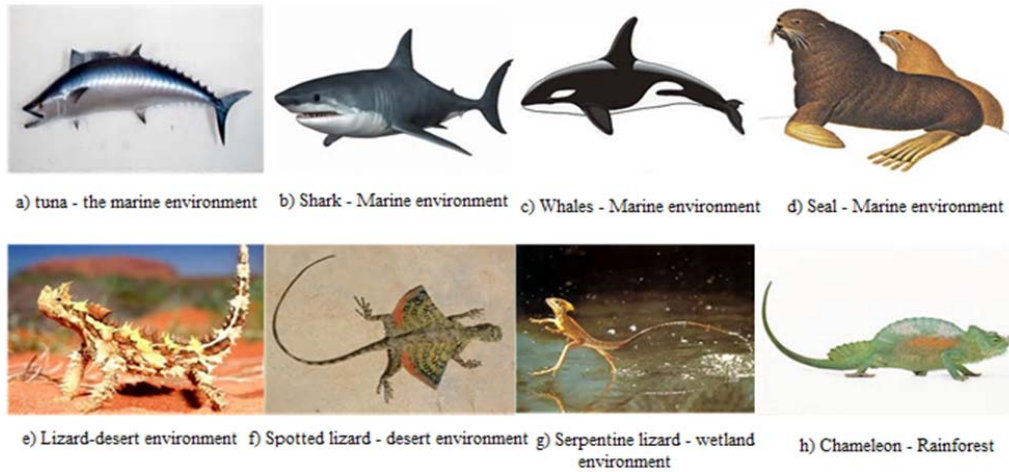 a) tuna - the marine environment
b) Shark - Marine environment
c) Whales - Marine environment
d) Seal - Marine environment
e) Lizard-desert environment
f) Spotted lizard - desert environment
g) Serpentine lizard - wetland
environment
h) Chameleon - Rainforest